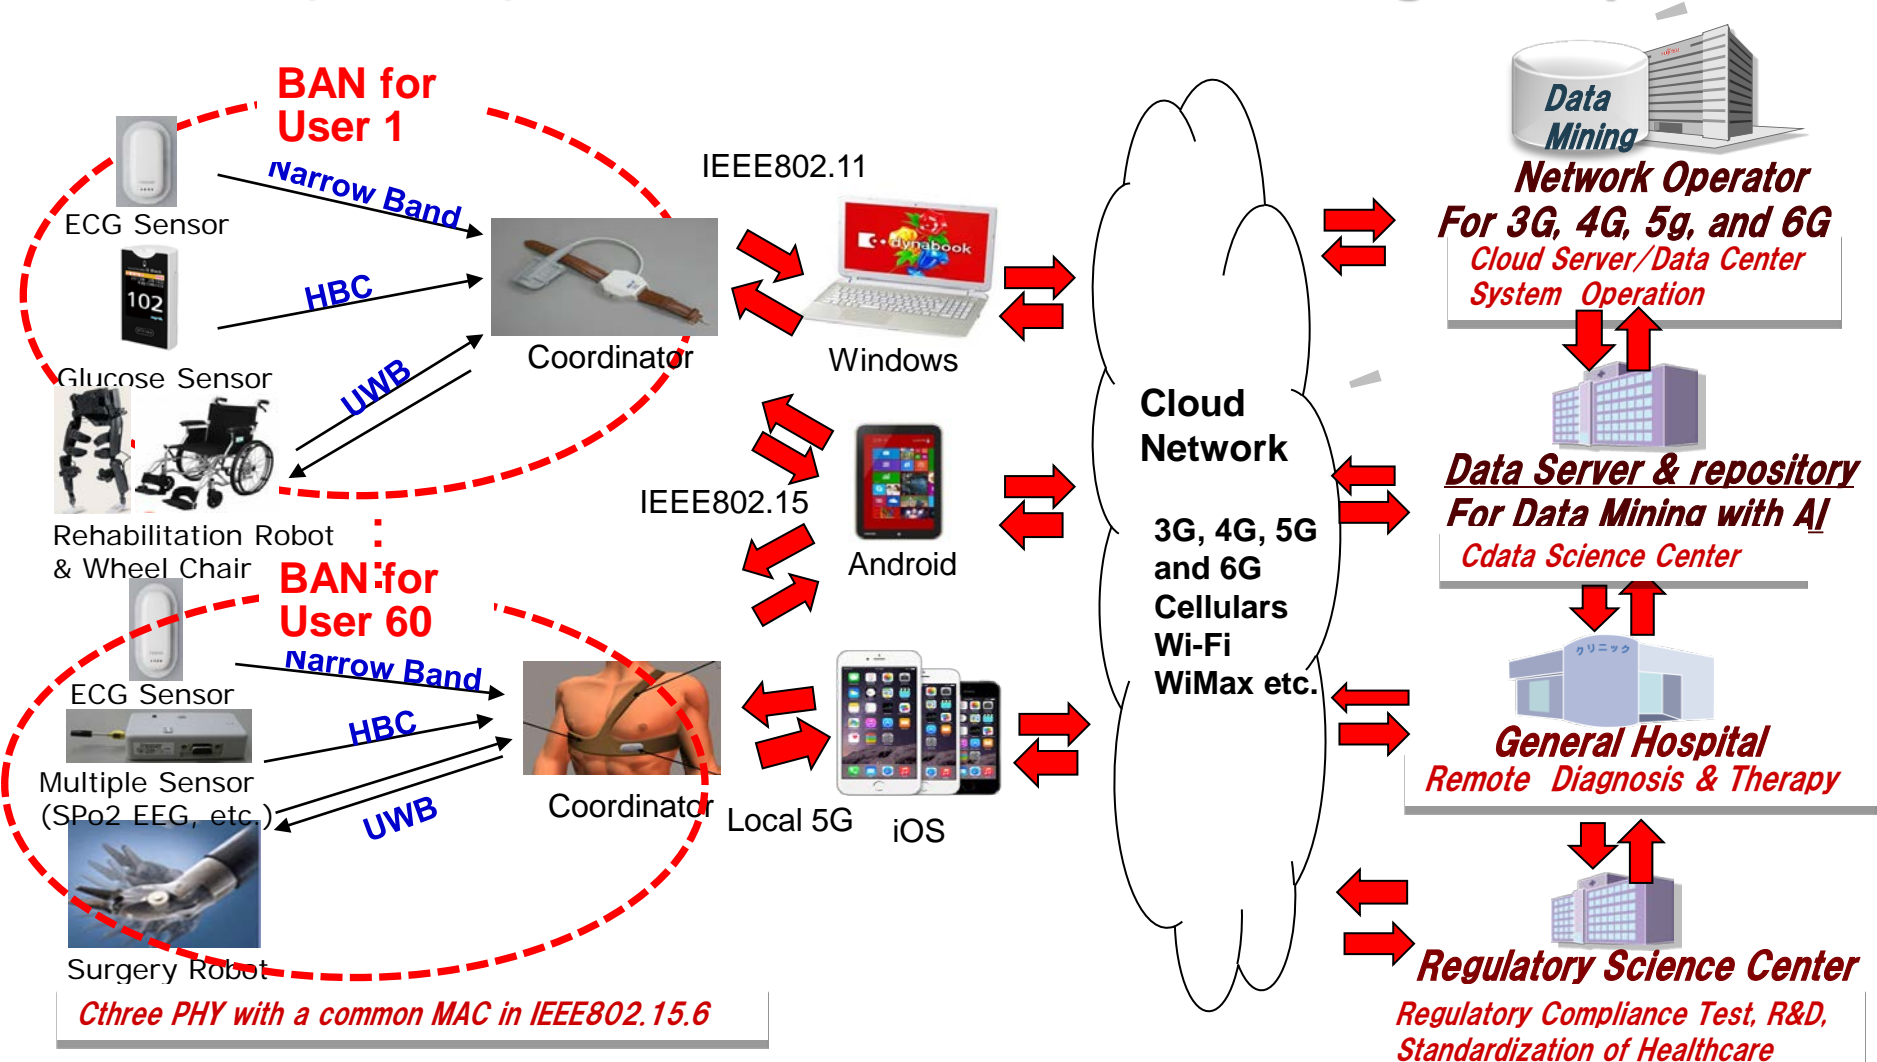 BAN for
User 1
Narrow Band
ECG Sensor
HBC
102
Glucose Sensor
UWB
Coordinator
Rehabilitation Robot
& Wheel Chair
BAN for
User 60
Narrow Band
ECG Sensor
HBC
Multiple Sensor
(SPo2 EEG, etc.)
UWB
Coordinator
Surgery Robot
Cthree PHY with a common MAC in IEEE802.15.6
IEEE802.11
dynabook
Windows
IEEE802.15
Android
Local 5G
iOS
Cloud
Network
3G, 4G, 5G
and 6G
Cellulars
Wi-Fi
WiMax etc.
Data
Mining
Network Operator
For 3G, 4G, 5g, and 6G
Cloud Server/Data Center
System Operation
Data Server & repository
For Data Mining with AI
Cdata Science Center
クリニック
General Hospital
Remote Diagnosis & Therapy
Regulatory Science Center
Regulatory Compliance Test, R&D,
Standardization of Healthcare